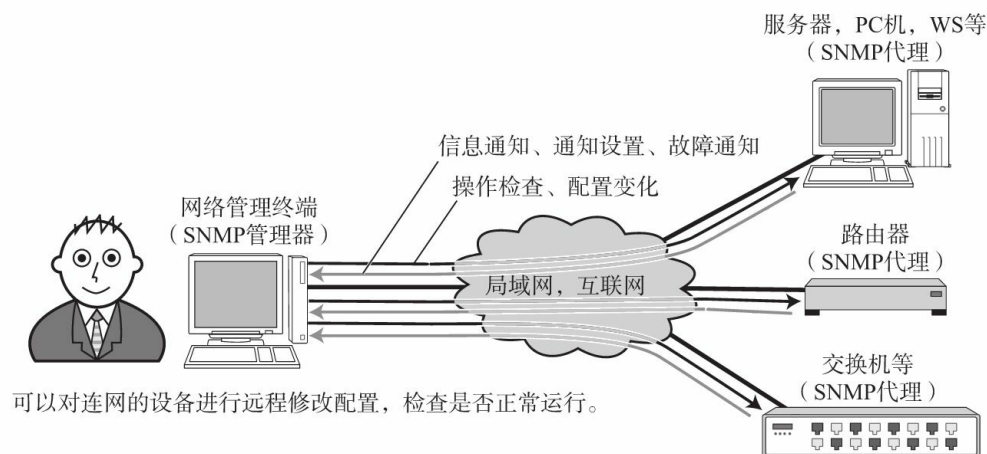 服务器，PC机，WS等
（SNMP代理）
信息通知、通知设置、故障通知
操作检查、配置变化
网络管理终端
（SNMP管理器）
路由器
（SNMP代理）
局域网，互联网
交换机等
（SNMP代理）
可以对连网的设备进行远程修改配置，检查是否正常运行。